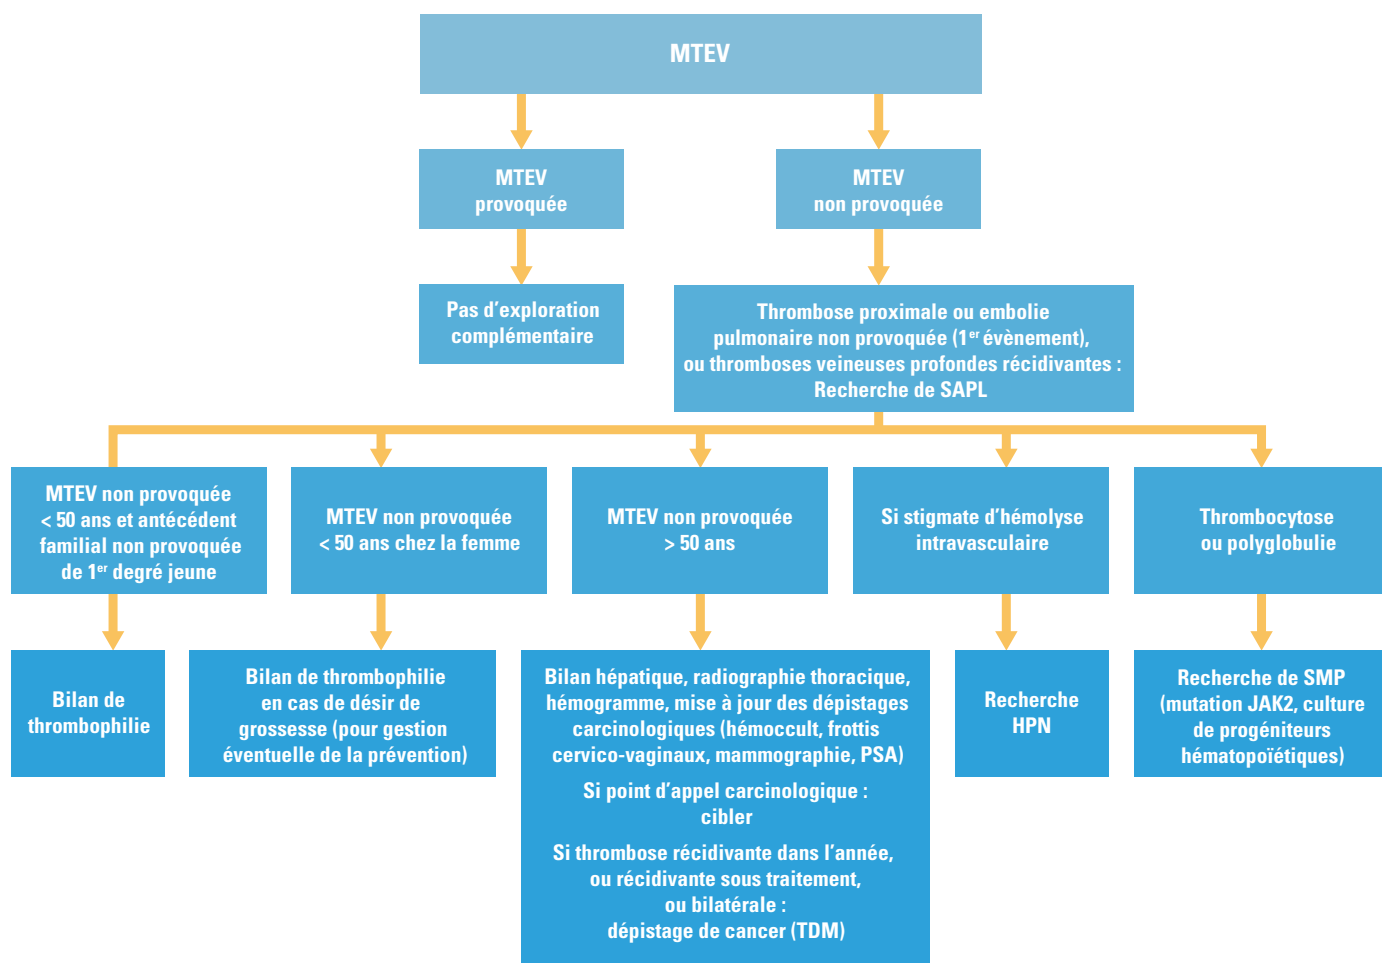 MTEV
MTEV
provoquée
MTEV
non provoquée
Pas d’exploration
complémentaire
Thrombose proximale ou embolie
pulmonaire non provoquée (1er évènement),
ou thromboses veineuses profondes récidivantes :
Recherche de SAPL
MTEV non provoquée
< 50 ans et antécédent
familial non provoquée
de 1er degré jeune
MTEV non provoquée
< 50 ans chez la femme
MTEV non provoquée
> 50 ans
Si stigmate d’hémolyse
intravasculaire
Thrombocytose
ou polyglobulie
Bilan de
thrombophilie
Bilan de thrombophilie
en cas de désir de
grossesse (pour gestion
éventuelle de la prévention)
Bilan hépatique, radiographie thoracique,
hémogramme, mise à jour des dépistages
carcinologiques (hémoccult, frottis
cervico-vaginaux, mammographie, PSA)
Si point d’appel carcinologique :
cibler
Si thrombose récidivante dans l’année,
ou récidivante sous traitement,
ou bilatérale :
dépistage de cancer (TDM)
Recherche
HPN
Recherche de SMP
(mutation JAK2, culture
de progéniteurs
hématopoïétiques)